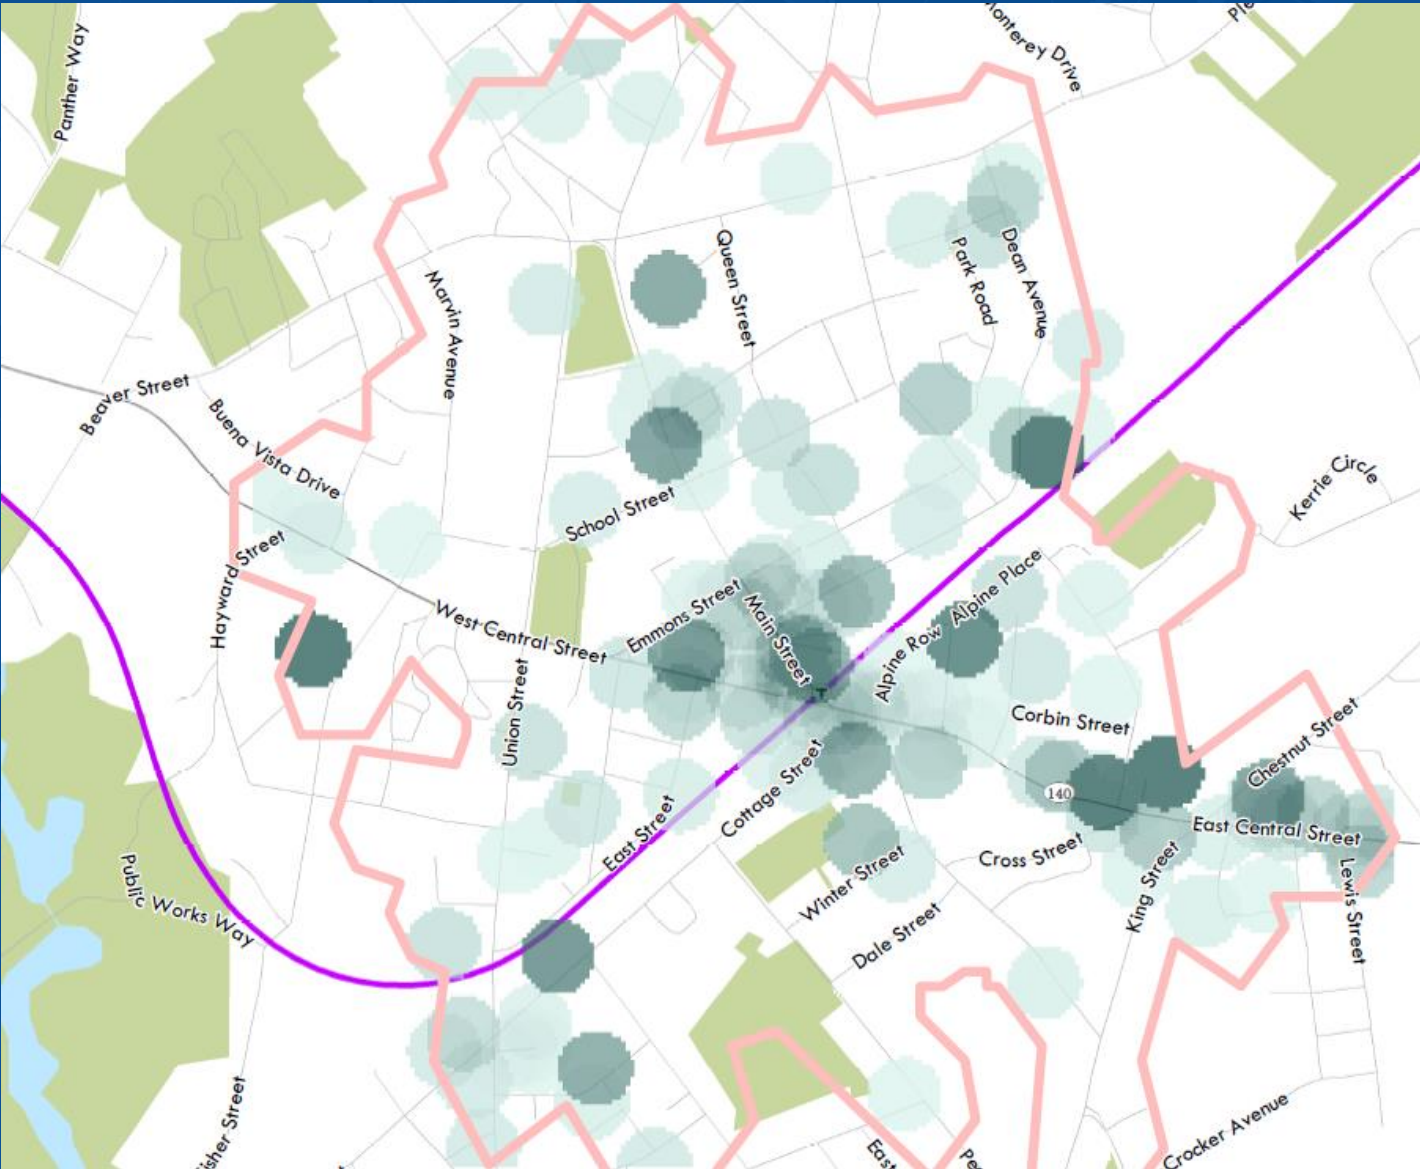 Panther Way
Monterey Drive
Queen Street
Park Road
Dean Avenue
Marvin Avenue
Beaver Street
Buena Vista Drive
School Street
Kerrie Circle
Hayward Street
West Central Street
Emmons Street
Main Street
T
Alpine Row
Alpine Place
Union Street
Corbin Street
Chestnut Street
140
East Central Street
Cottage Street
East Street
Cross Street
Winter Street
King Street
Lewis Street
Public Works Way
Dale Street
Crocker Avenue
isher Street
East